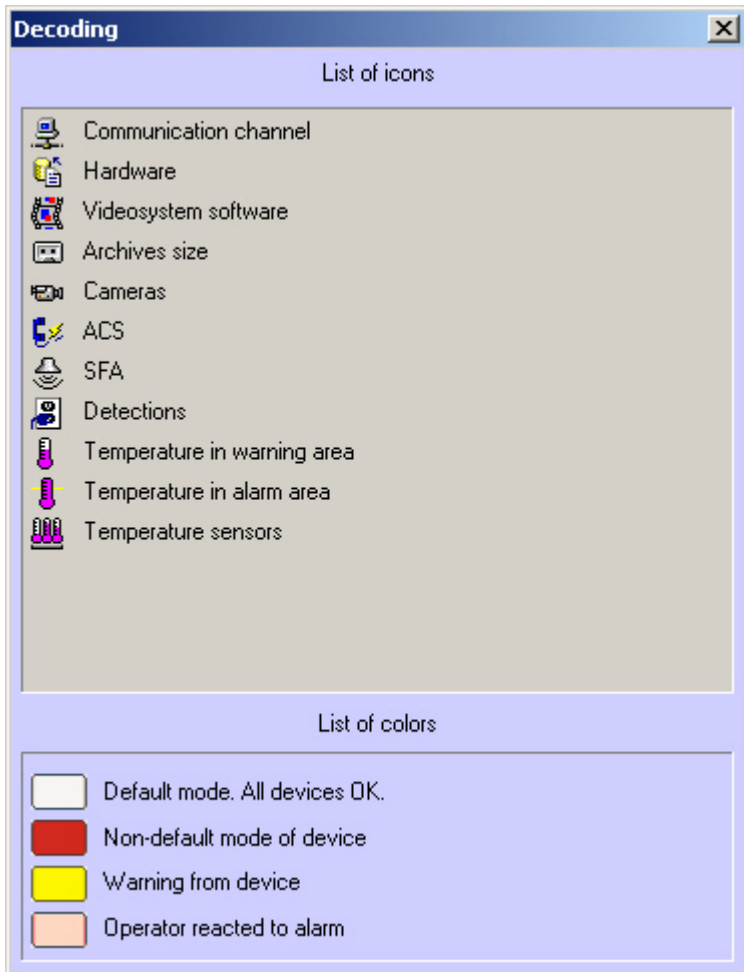 Decoding
List of icons
Communication channel
Hardware
Videosystem software
Archives size
Cameras
ACS
SFA
Detections
Temperature in warning area
Temperature in alarm area
Temperature sensors
List of colors
Default mode. All devices OK.
Non-default mode of device
Warning from device
Operator reacted to alarm